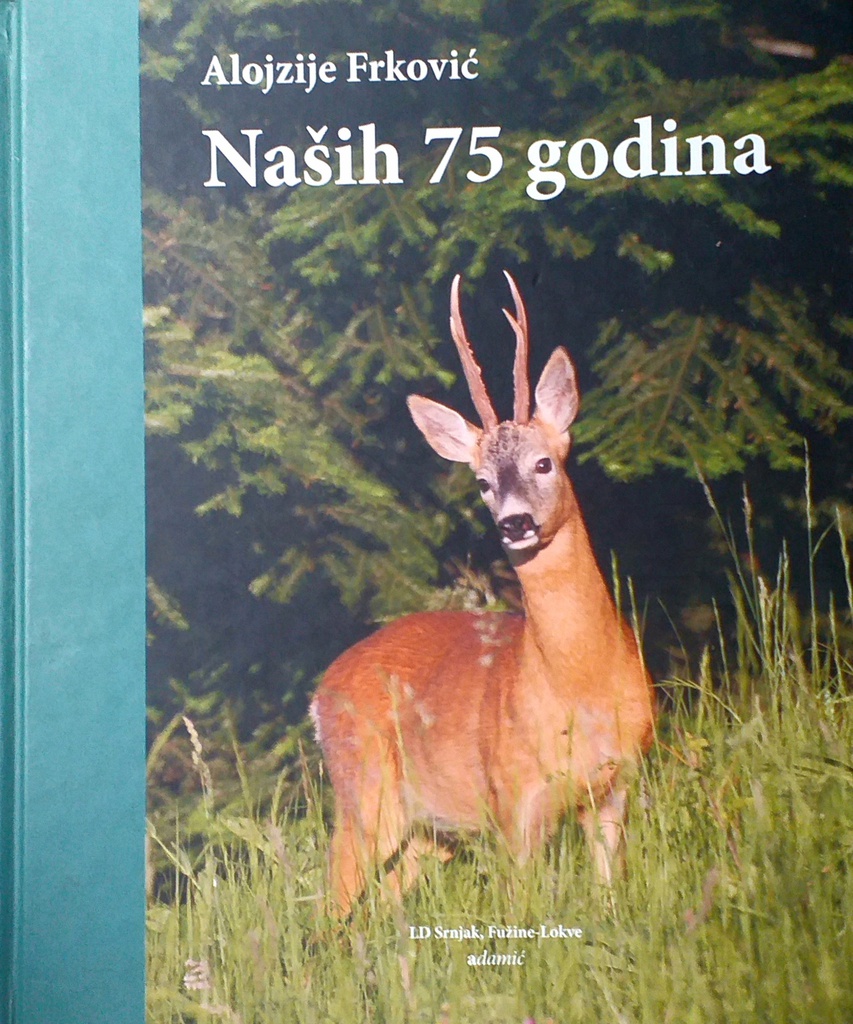 Alojzije Frković
Naših 75 godina
LD Srnjak, Fužine-Lokve
adamić